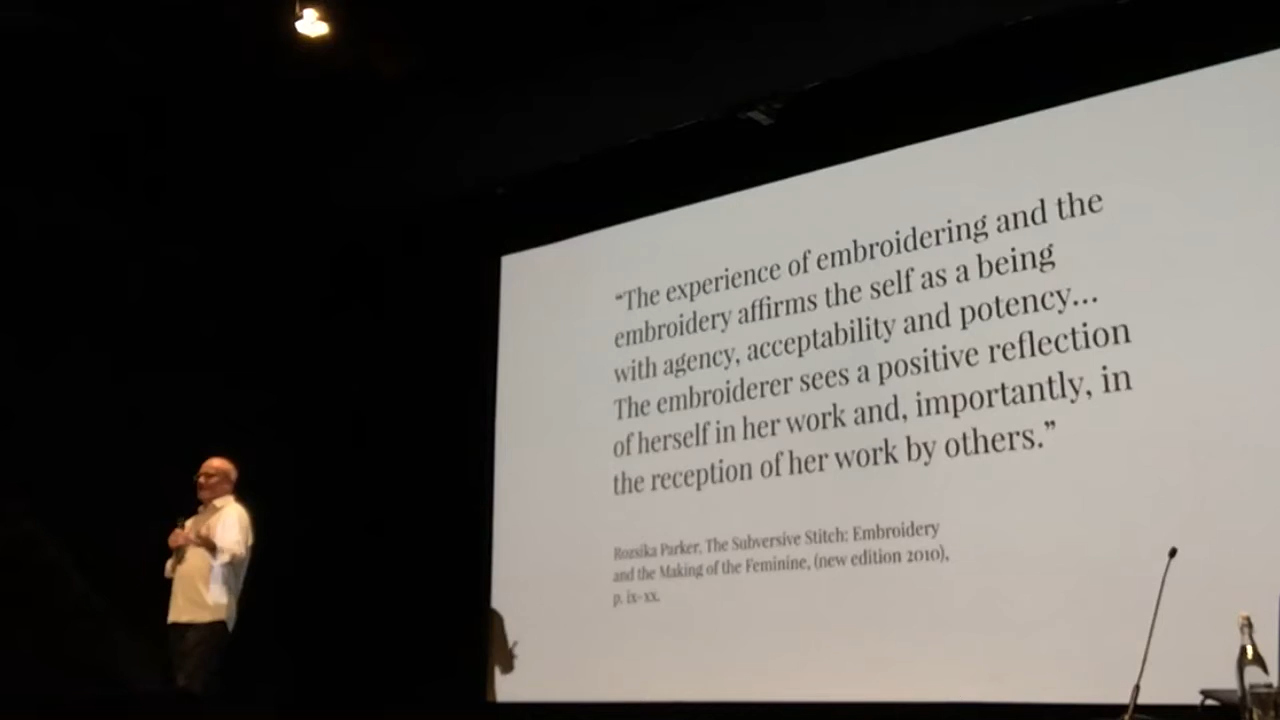 “The experience of embroidering and the
embroidery affirms the self as a being
with agency, acceptability and potency...
The embroiderer sees a positive reflection
of herself in her work and, importantly, in
the reception of her work by others.”
Rozsika Parker, The Subversive Stitch: Embroidery
and the Making of the Feminine, (new edition 2010),
p. ix-xx.